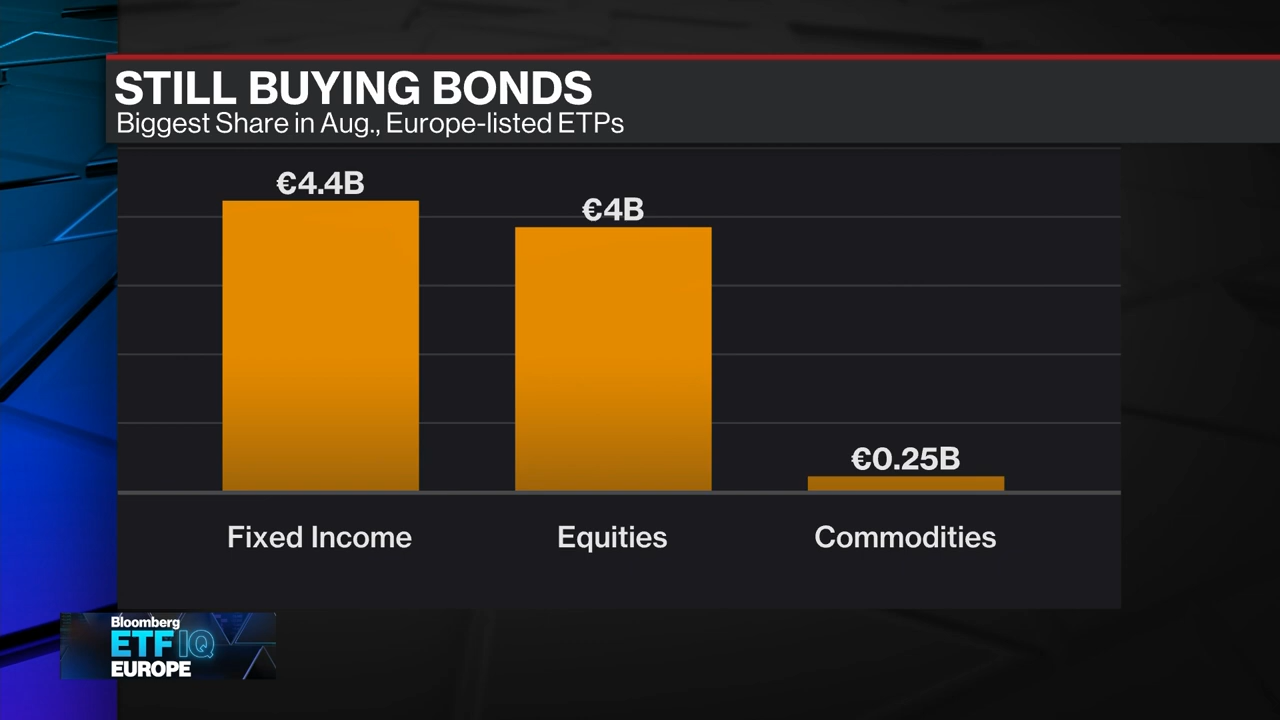 STILL BUYING BONDS
Biggest Share in Aug., Europe-listed ETPs
€4.4B
€4B
€0.25B
Fixed Income
Equities
Commodities
Bloomberg
ETF IQ
EUROPE